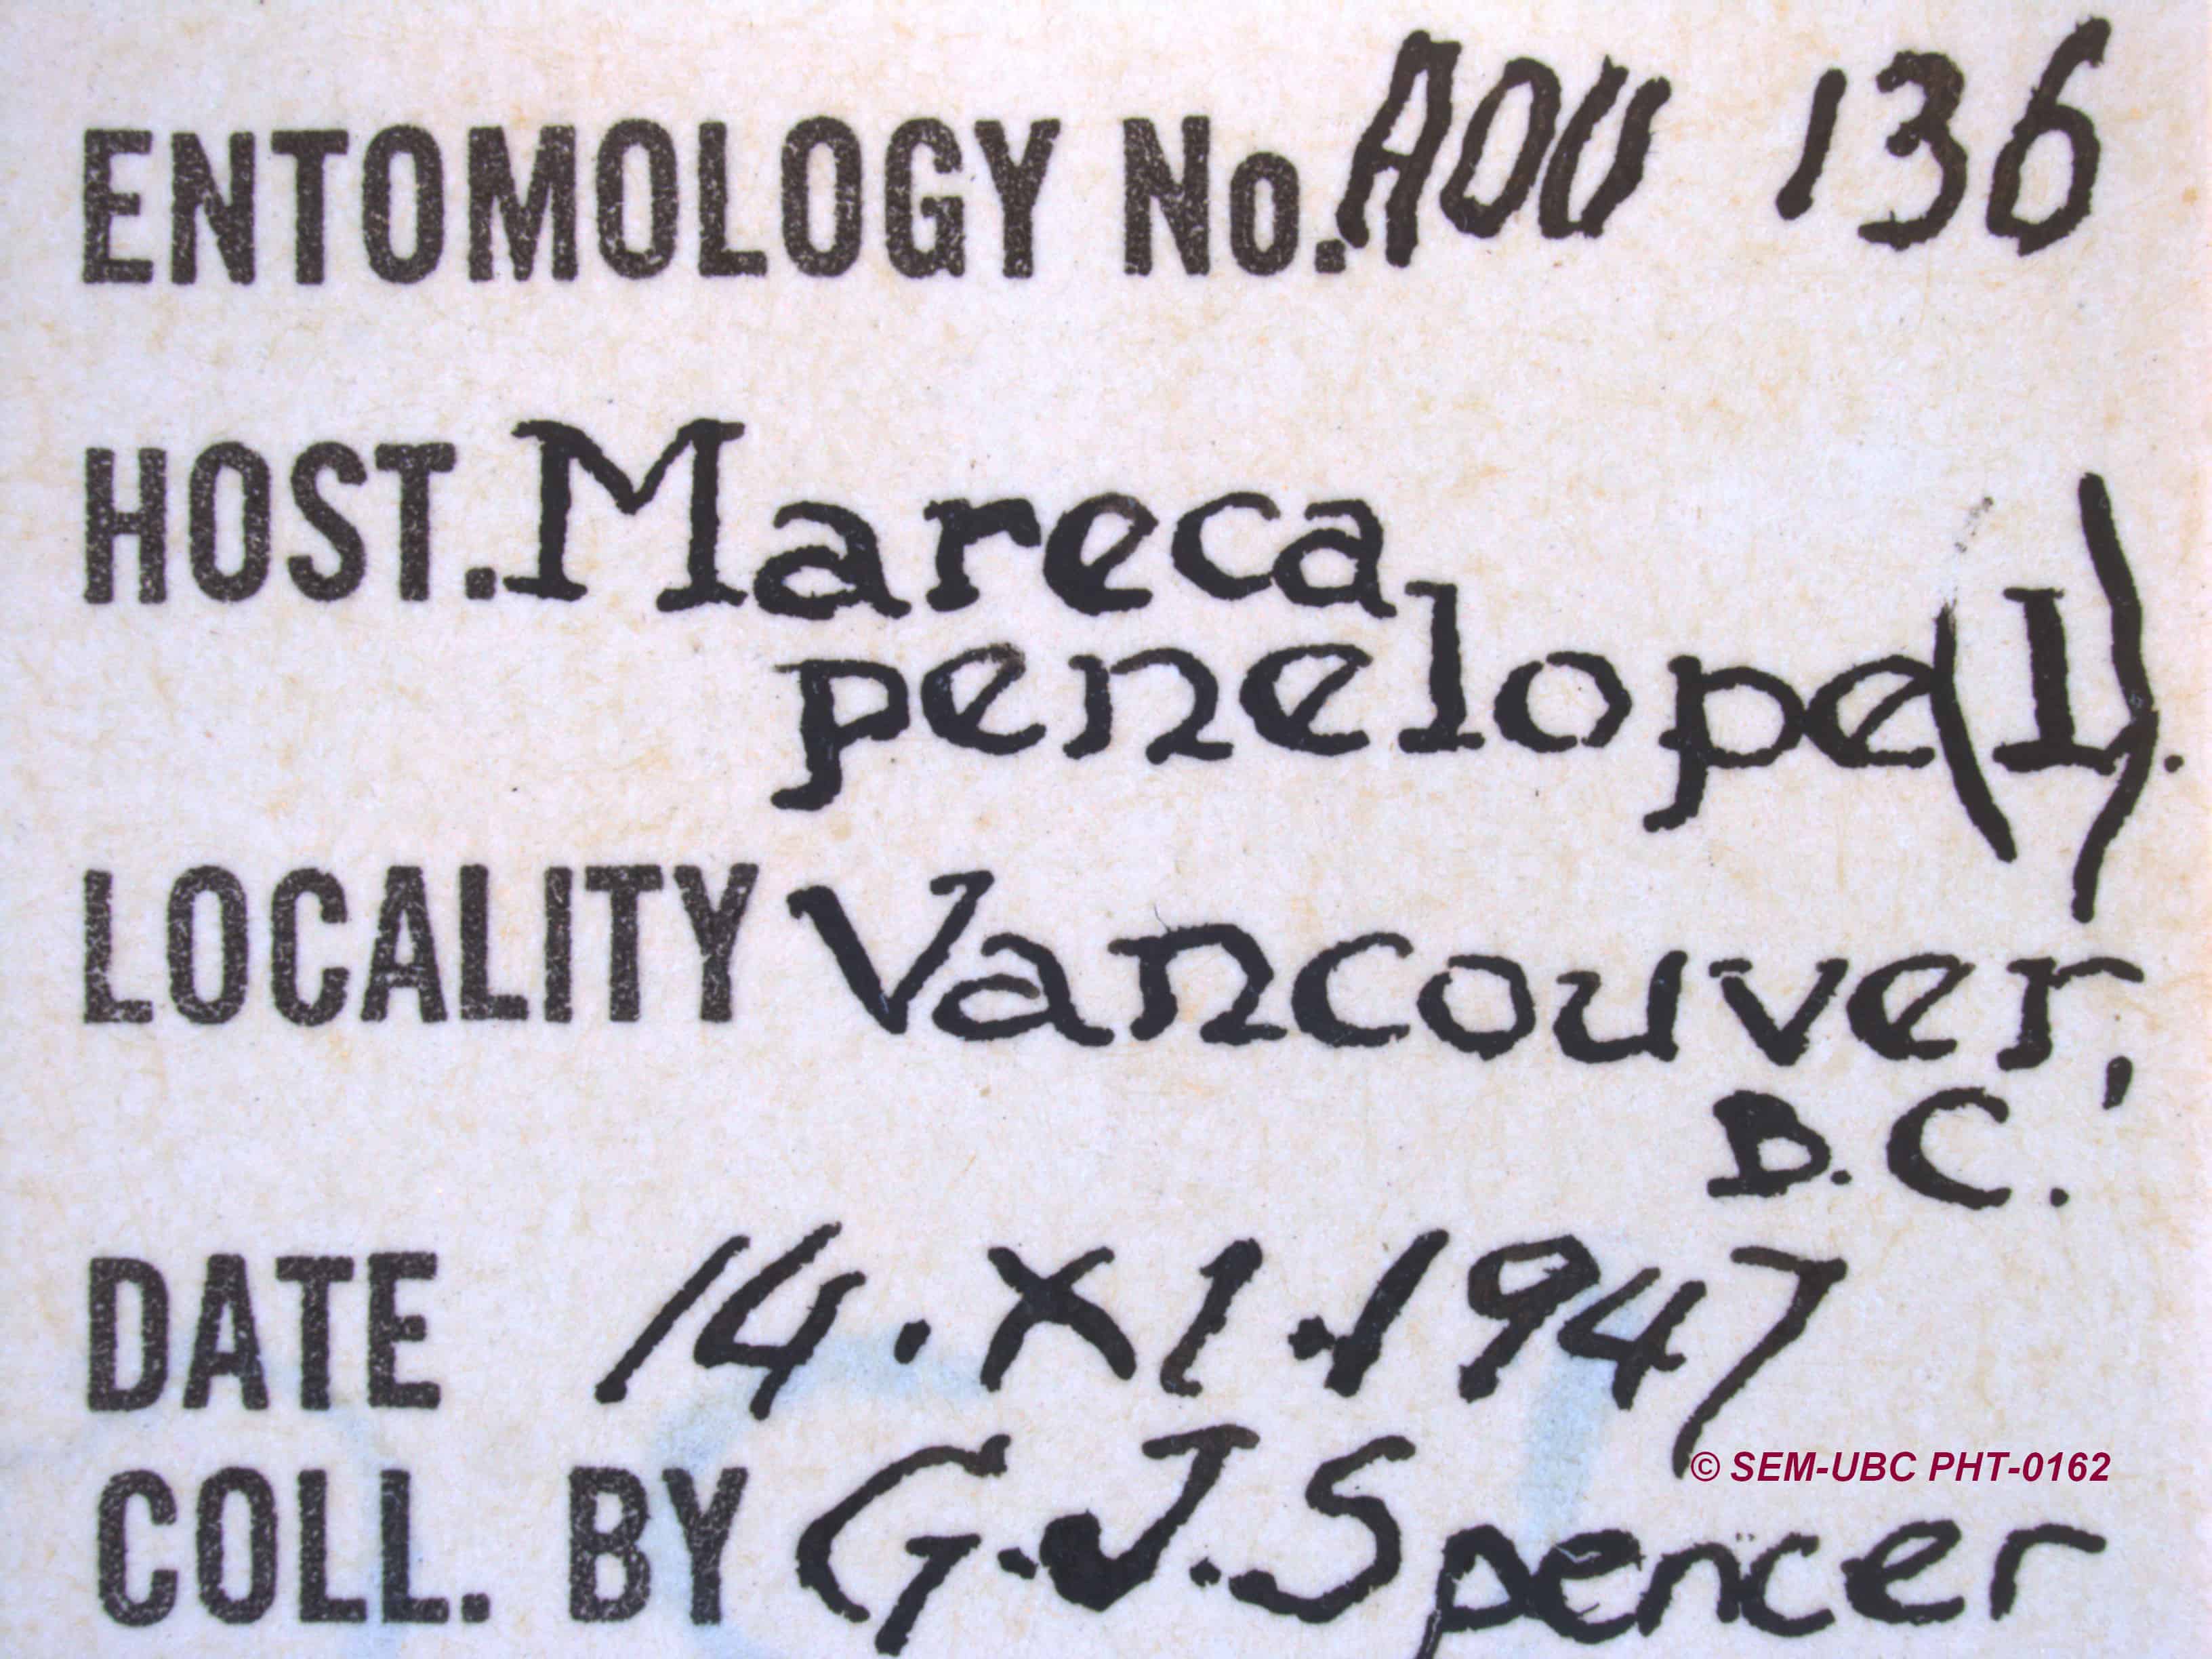 ENTOMOLOGY No. AOU 136
HOST. Mareca
penelope (L).
LOCALITY Vancouver,
B.C.
DATE 14.XI.1947
© SEM-UBC PHT-0162
COLL. BY G.J.Spencer